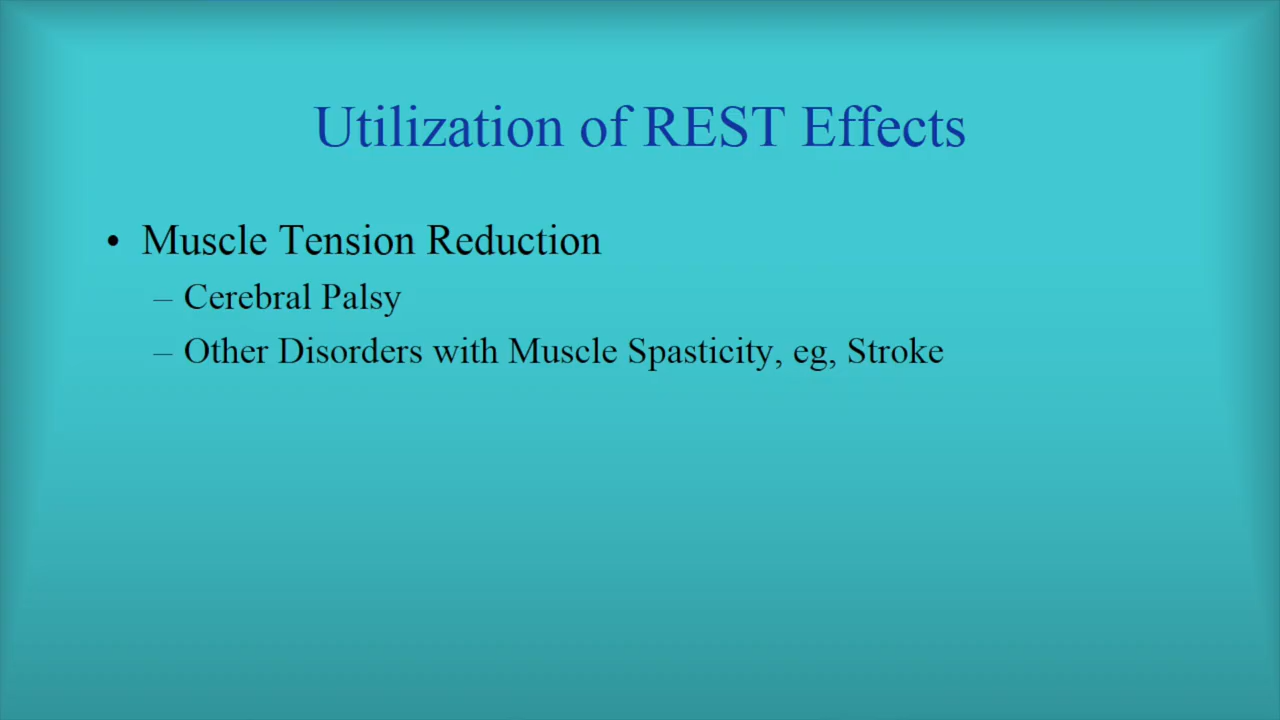 Utilization of REST Effects
• Muscle Tension Reduction
– Cerebral Palsy
– Other Disorders with Muscle Spasticity, eg, Stroke